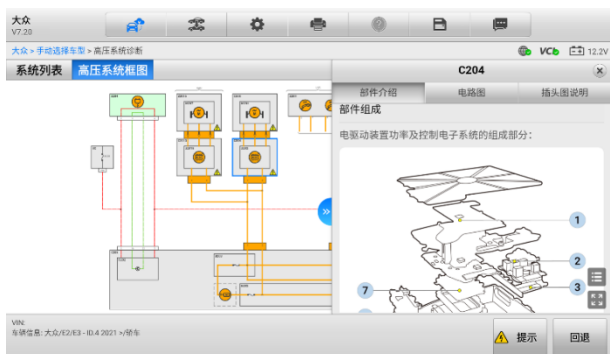 大众
V7.20
大众 > 手动选择车型 > 高压系统诊断
VCb 12.2V
系统列表 高压系统框图
C204
部件介绍 电路图 插头图说明
部件组成
电驱动装置功率及控制电子系统的组成部分：
1
2
3
7
VIN:
车辆信息: 大众/E2/E3 - ID.4 2021 >/轿车
提示 回退